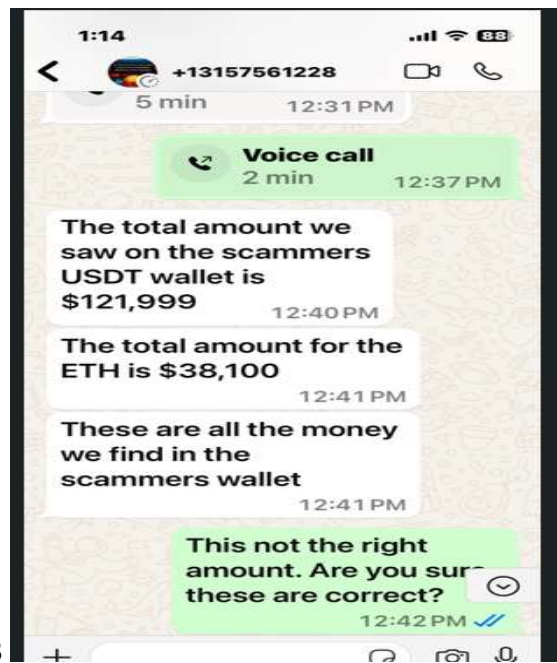 1:14
88
+13157561228
5 min 12:31 PM
Voice call
2 min 12:37 PM
The total amount we
saw on the scammers
USDT wallet is
$121,999 12:40 PM
The total amount for the
ETH is $38,100
12:41 PM
These are all the money
we find in the
scammers wallet
12:41 PM
This not the right
amount. Are you sure
these are correct?
12:42 PM